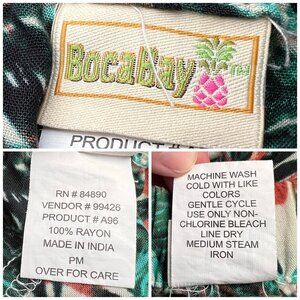 BocaBay TM
PRODUCT #
RN # 84890
VENDOR # 99426
PRODUCT # A96
100% RAYON
MADE IN INDIA
PM
OVER FOR CARE
MACHINE WASH
COLD WITH LIKE
COLORS
GENTLE CYCLE
USE ONLY NON-
CHLORINE BLEACH
LINE DRY
MEDIUM STEAM
IRON